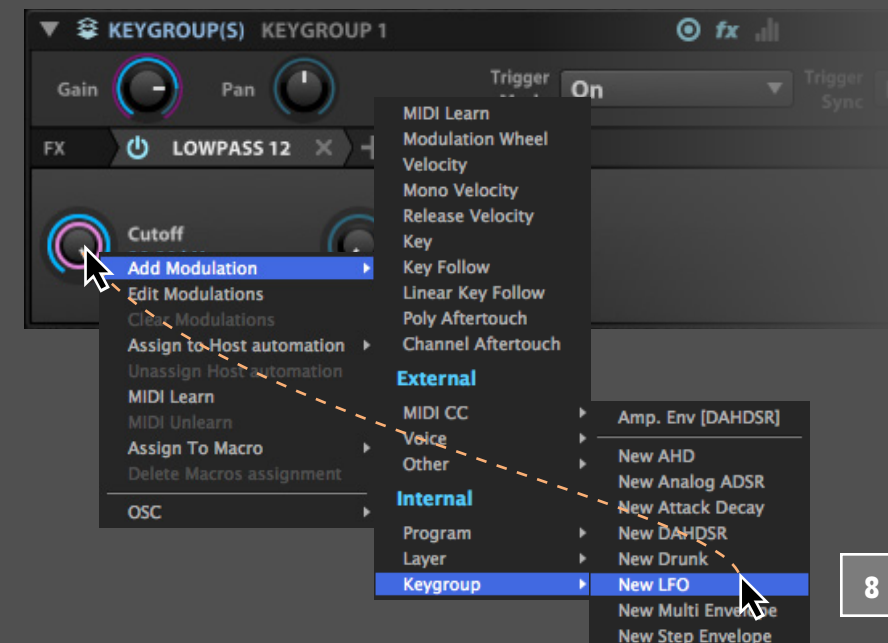 KEYGROUP(S) KEYGROUP 1
fx
Gain
Pan
Trigger
On
Trigger
Sync
FX
LOWPASS 12
Cutoff
Add Modulation
Edit Modulations
Clear Modulations
Assign to Host automation
Unassign Host automation
MIDI Learn
MIDI Unlearn
Assign To Macro
Delete Macros assignment
OSC
MIDI Learn
Modulation Wheel
Velocity
Mono Velocity
Release Velocity
Key
Key Follow
Linear Key Follow
Poly Aftertouch
Channel Aftertouch
External
MIDI CC
Voice
Other
Internal
Program
Layer
Keygroup
Amp. Env [DAHDSR]
New AHD
New Analog ADSR
New Attack Decay
New DAHDSR
New Drunk
New LFO
New Multi Envelope
New Step Envelope
8